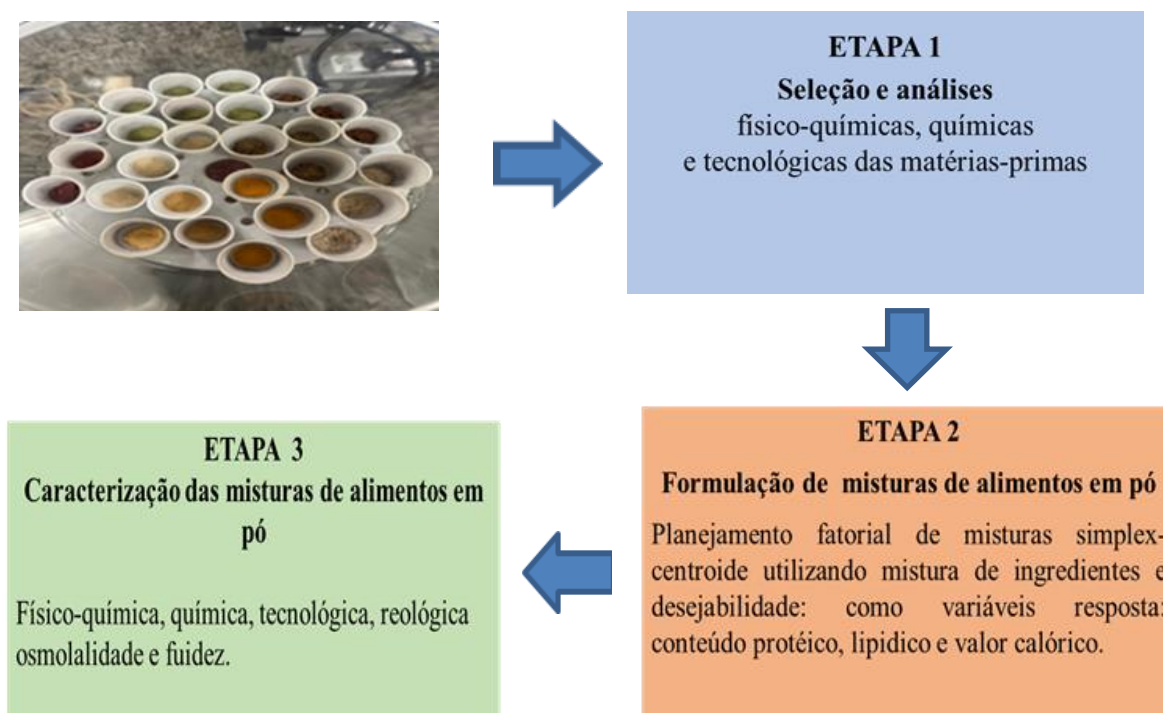 ETAPA 1
Seleção e análises
físico-químicas, químicas
e tecnológicas das matérias-primas
ETAPA 2
Formulação de misturas de alimentos em pó
Planejamento fatorial de misturas simplex-
centroide utilizando mistura de ingredientes e
desejabilidade: como variáveis resposta:
conteúdo protéico, lipidico e valor calórico.
ETAPA 3
Caracterização das misturas de alimentos em
pó
Físico-química, química, tecnológica, reológica
osmolalidade e fuidez.